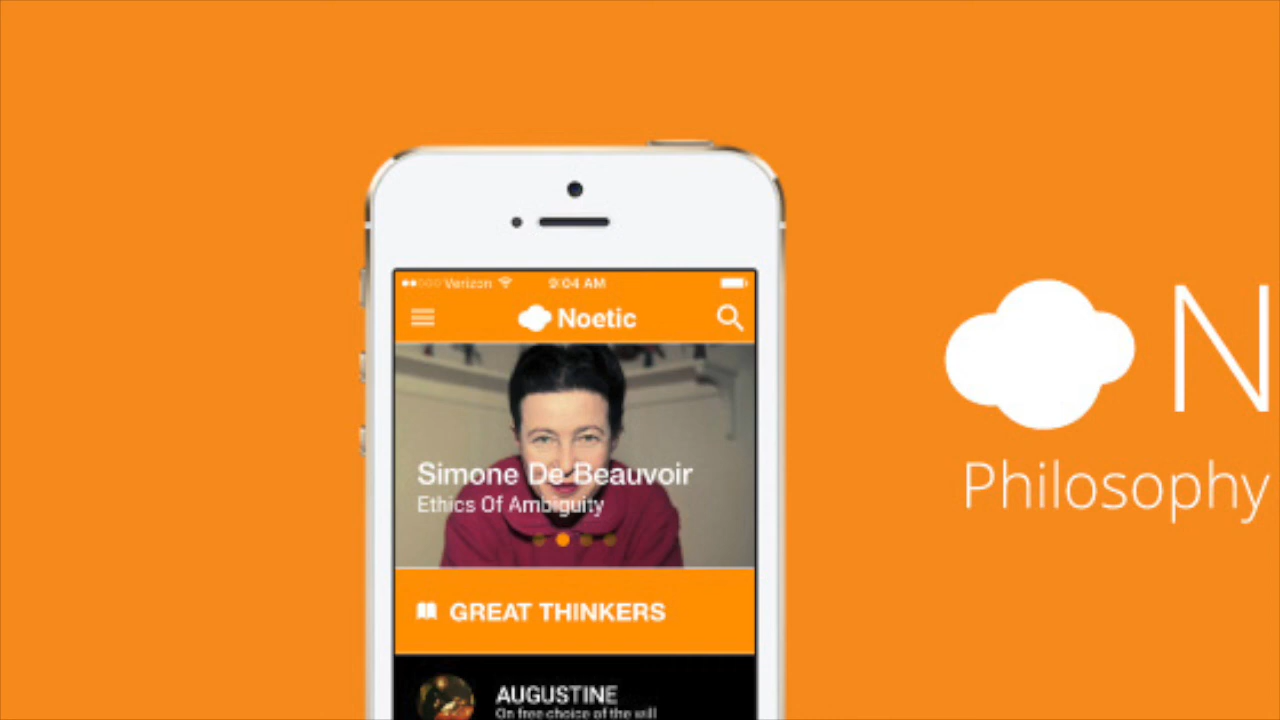 Verizon 9:04 AM
Noetic
Simone De Beauvoir
Ethics Of Ambiguity
GREAT THINKERS
AUGUSTINE
On free choice of the will
N
Philosophy